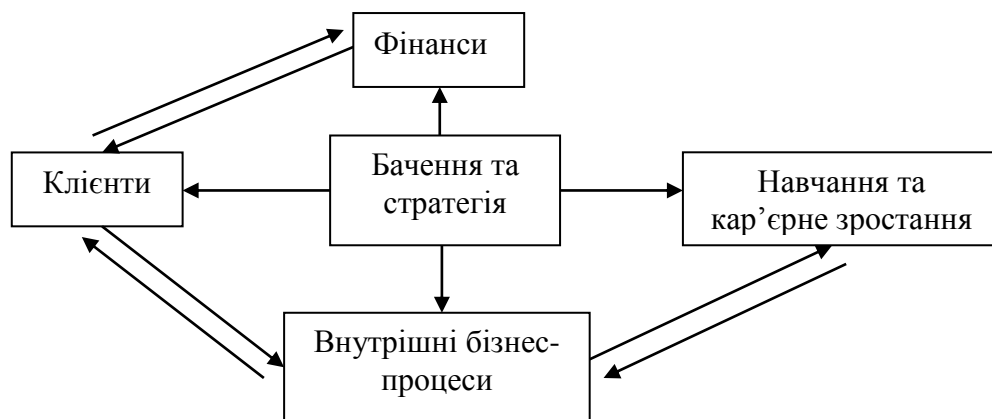 Фінанси
Клієнти
Бачення та
стратегія
Навчання та
кар’єрне зростання
Внутрішні бізнес-
процеси